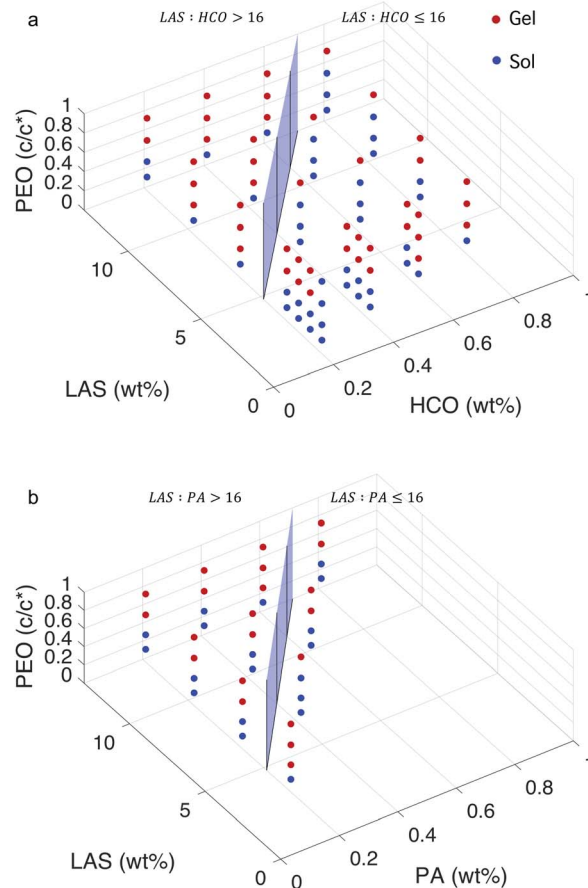 a
LAS : HCO > 16
LAS : HCO ≤ 16
Gel
Sol
PEO (c/c*)
1
0.8
0.6
0.4
0.2
0
10
5
0
LAS (wt%)
0
0.2
0.4
0.6
0.8
1
HCO (wt%)
b
LAS : PA > 16
LAS : PA ≤ 16
PEO (c/c*)
1
0.8
0.6
0.4
0.2
0
10
5
0
LAS (wt%)
0
0.2
0.4
0.6
0.8
PA (wt%)